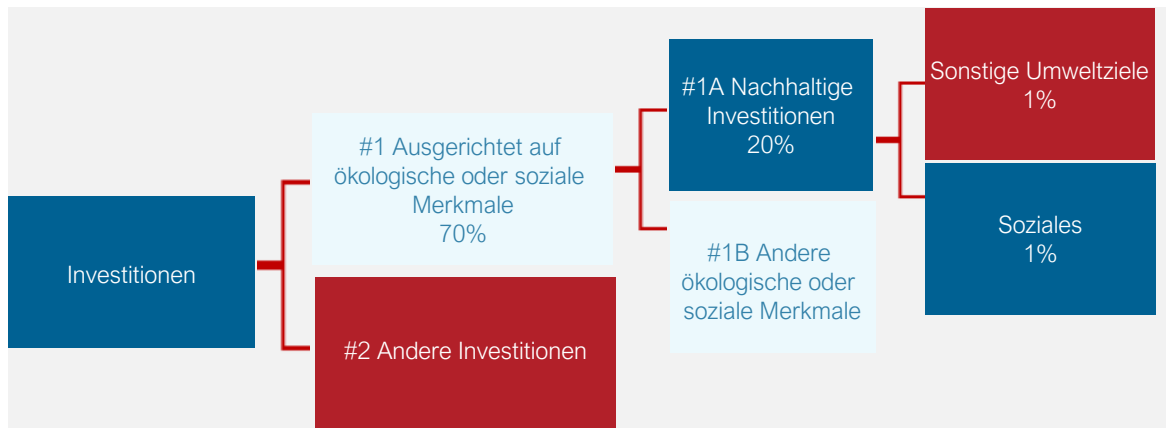 Investitionen
#1 Ausgerichtet auf
ökologische oder soziale
Merkmale
70%
#2 Andere Investitionen
#1A Nachhaltige
Investitionen
20%
#1B Andere
ökologische oder
soziale Merkmale
Sonstige Umweltziele
1%
Soziales
1%